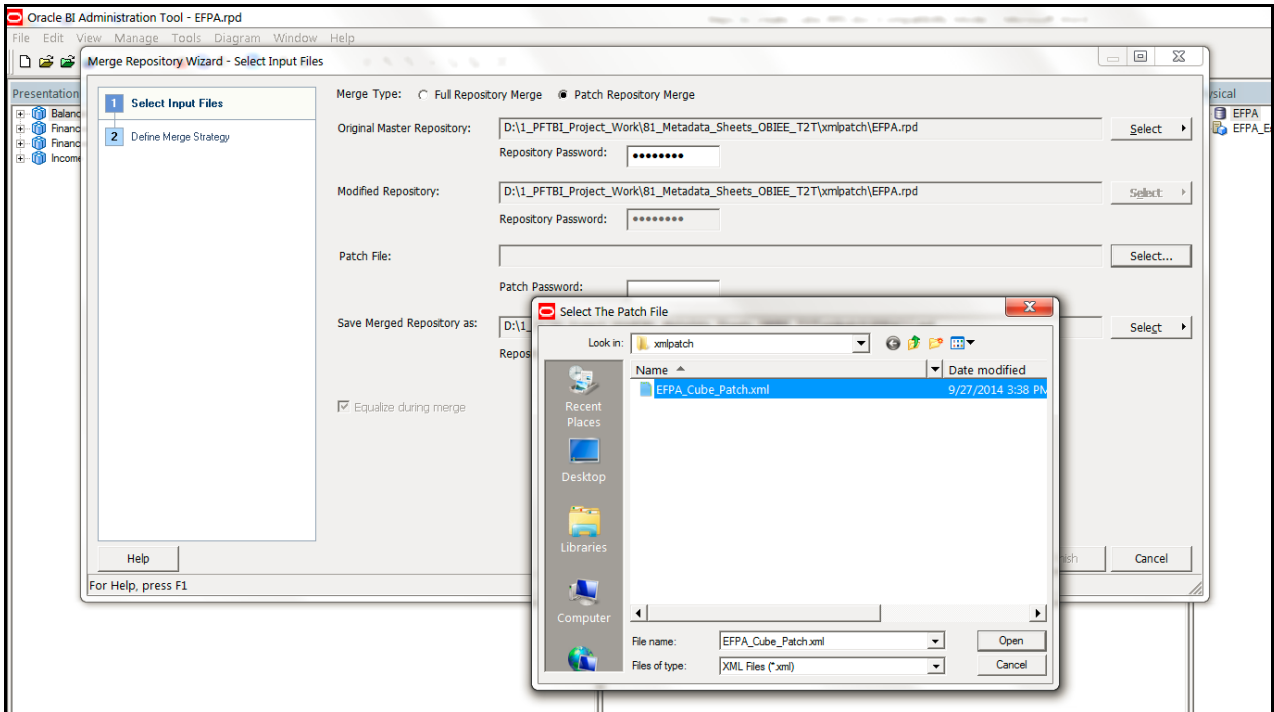 Oracle BI Administration Tool - EFPA.rpd
File Edit View Manage Tools Diagram Window Help
Merge Repository Wizard - Select Input Files
Presentation
Balanc
Financ
Financ
Income
1 Select Input Files
2 Define Merge Strategy
Merge Type: Full Repository Merge Patch Repository Merge
Original Master Repository: D:\1_PFTBI_Project_Work\81_Metadata_Sheets_OBIEE_T2T\xmlpatch\EFPA.rpd Select
Repository Password: ••••••••
Modified Repository: D:\1_PFTBI_Project_Work\81_Metadata_Sheets_OBIEE_T2T\xmlpatch\EFPA.rpd Select
Repository Password: ••••••••
Patch File: Select...
Patch Password:
Save Merged Repository as: D:\1_ Select
Repos
Equalize during merge
Help
nish
Cancel
For Help, press F1
ysical
EFPA
EFPA_E
Select The Patch File
Look in: xmlpatch
Name Date modified
EFPA_Cube_Patch.xml 9/27/2014 3:38 PM
Recent
Places
Desktop
Libraries
Computer
File name: EFPA_Cube_Patch.xml Open
Files of type: XML Files (*.xml) Cancel